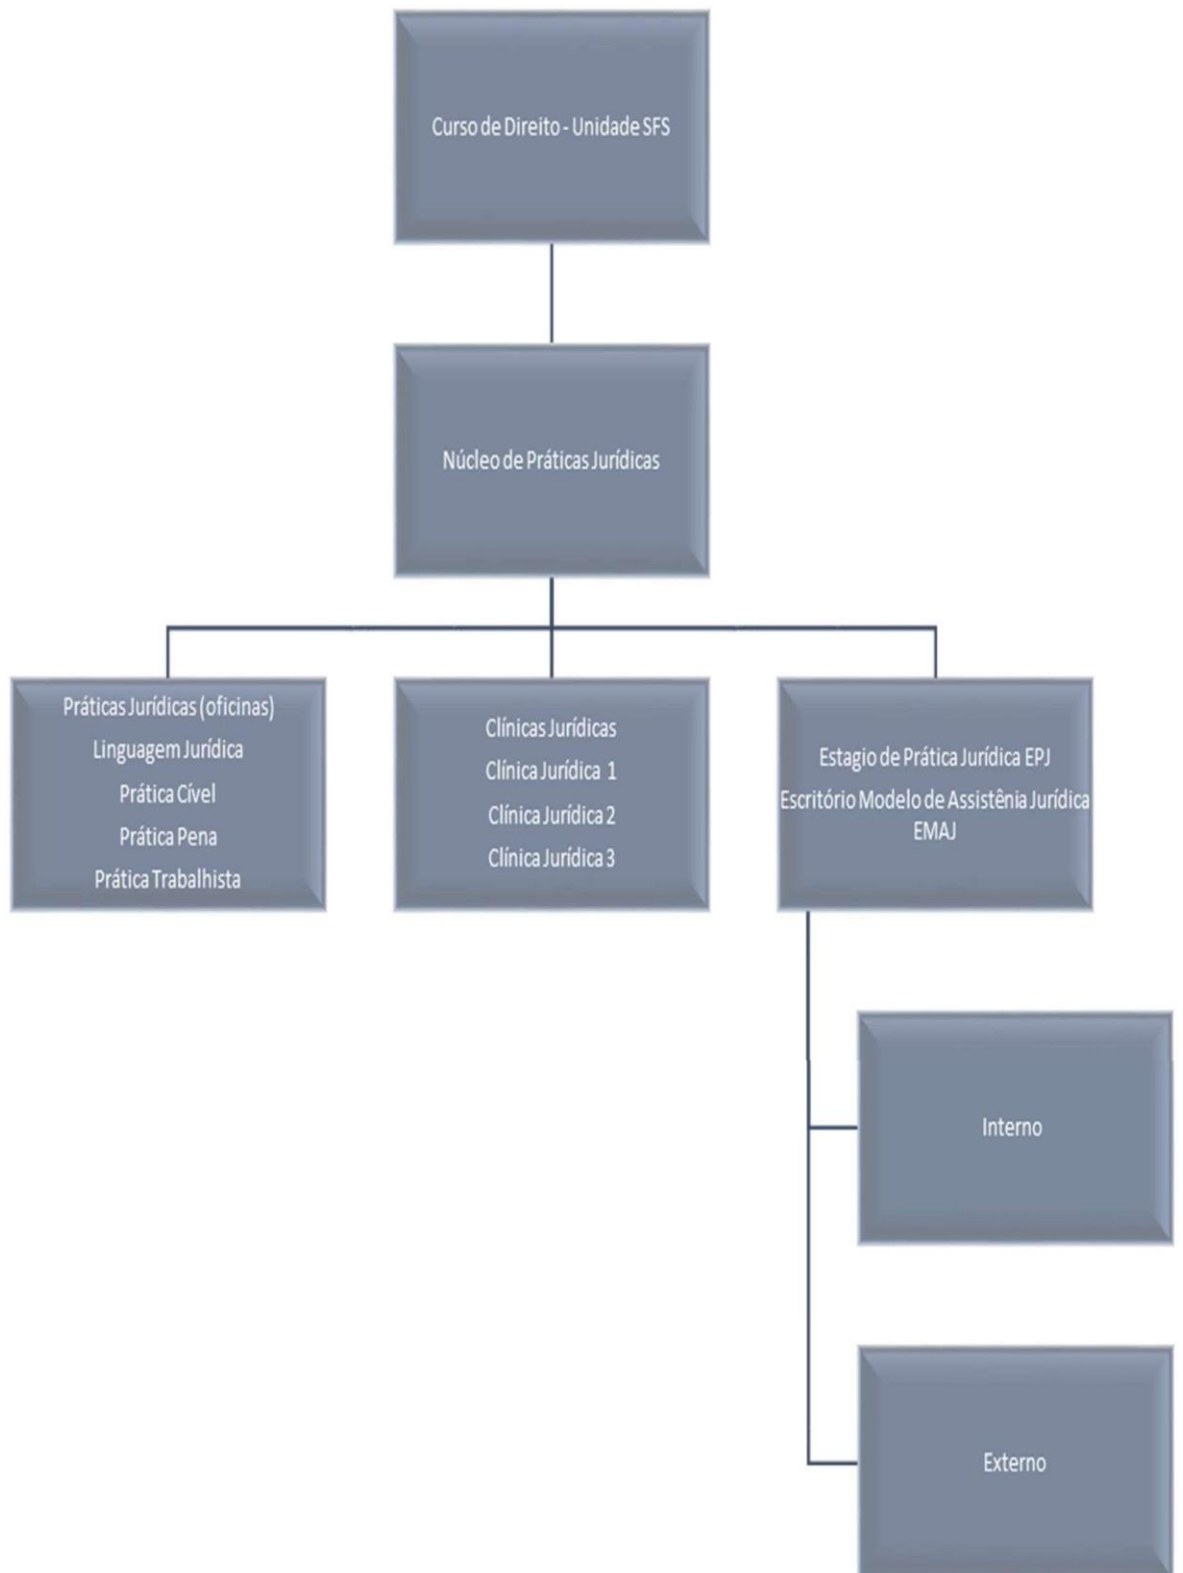 Curso de Direito - Unidade SFS
Núcleo de Práticas Jurídicas
Práticas Jurídicas (oficinas)
Linguagem Jurídica
Prática Cível
Prática Pena
Prática Trabalhista
Clínicas Jurídicas
Clínica Jurídica 1
Clínica Jurídica 2
Clínica Jurídica 3
Estagio de Prática Jurídica EPJ
Escritório Modelo de Assistênia Jurídica
EMAJ
Interno
Externo